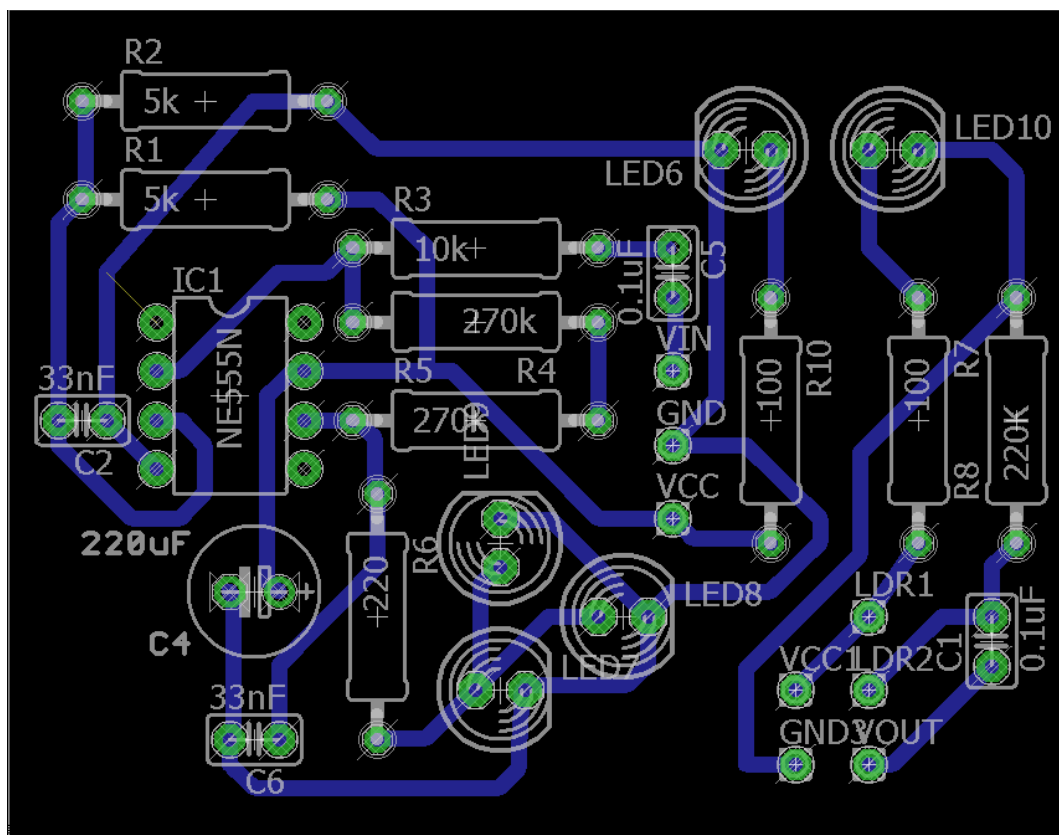 R2
5k
LED10
R1
LED6
5k
R3
10k
C5
0.1uF
IC1
NE555N
270k
VIN
33nF
R5
R4
R10
100
R7
100
270k
LED9
GND
C2
R8
220K
VCC
220uF
R6
220
+
LED8
LDR1
C4
LED7
VCC1
LDR2
C1
0.1uF
33nF
GND3
VOUT
C6